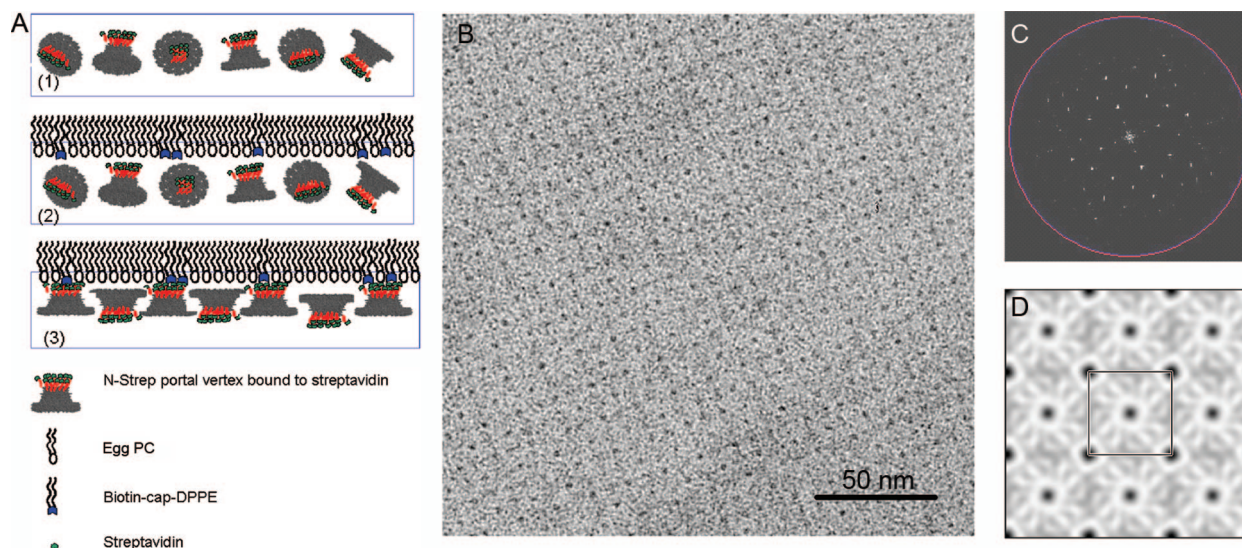 A
(1)
(2)
(3)
N-Strep portal vertex bound to streptavidin
Egg PC
Biotin-cap-DPPE
Streptavidin
B
50 nm
C
D